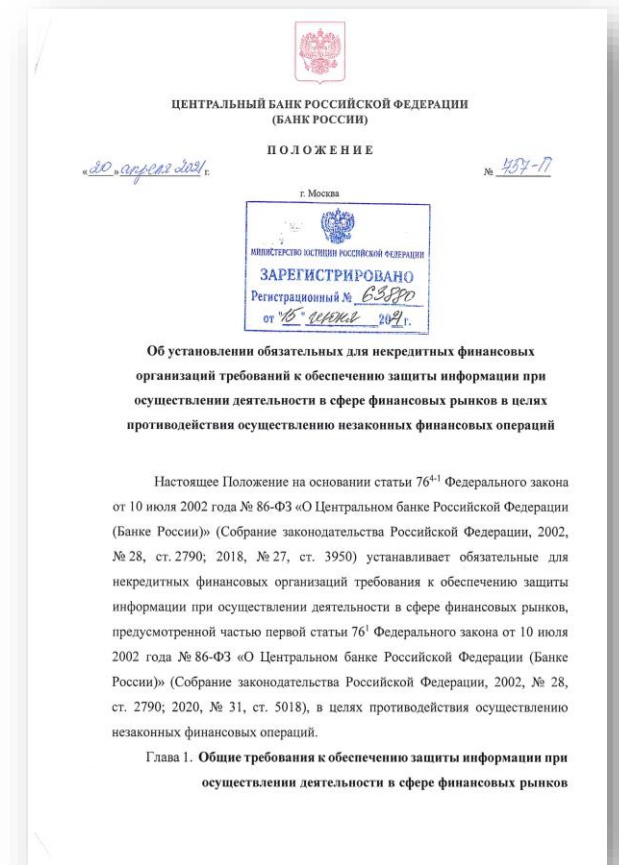 ЦЕНТРАЛЬНЫЙ БАНК РОССИЙСКОЙ ФЕДЕРАЦИИ
(БАНК РОССИИ)
ПОЛОЖЕНИЕ
«20» апреля 2021 г.
№ 757-П
г. Москва
МИНИСТЕРСТВО ЮСТИЦИИ РОССИЙСКОЙ ФЕДЕРАЦИИ
ЗАРЕГИСТРИРОВАНО
Регистрационный № 63880
от "15" июня 2021 г.
Об установлении обязательных для некредитных финансовых
организаций требований к обеспечению защиты информации при
осуществлении деятельности в сфере финансовых рынков в целях
противодействия осуществлению незаконных финансовых операций
Настоящее Положение на основании статьи 76⁴⁻¹ Федерального закона
от 10 июля 2002 года № 86-ФЗ «О Центральном банке Российской Федерации
(Банке России)» (Собрание законодательства Российской Федерации, 2002,
№ 28, ст. 2790; 2018, № 27, ст. 3950) устанавливает обязательные для
некредитных финансовых организаций требования к обеспечению защиты
информации при осуществлении деятельности в сфере финансовых рынков,
предусмотренной частью первой статьи 76¹ Федерального закона от 10 июля
2002 года № 86-ФЗ «О Центральном банке Российской Федерации (Банке
России)» (Собрание законодательства Российской Федерации, 2002, № 28,
ст. 2790; 2020, № 31, ст. 5018), в целях противодействия осуществлению
незаконных финансовых операций.
Глава 1. Общие требования к обеспечению защиты информации при
осуществлении деятельности в сфере финансовых рынков